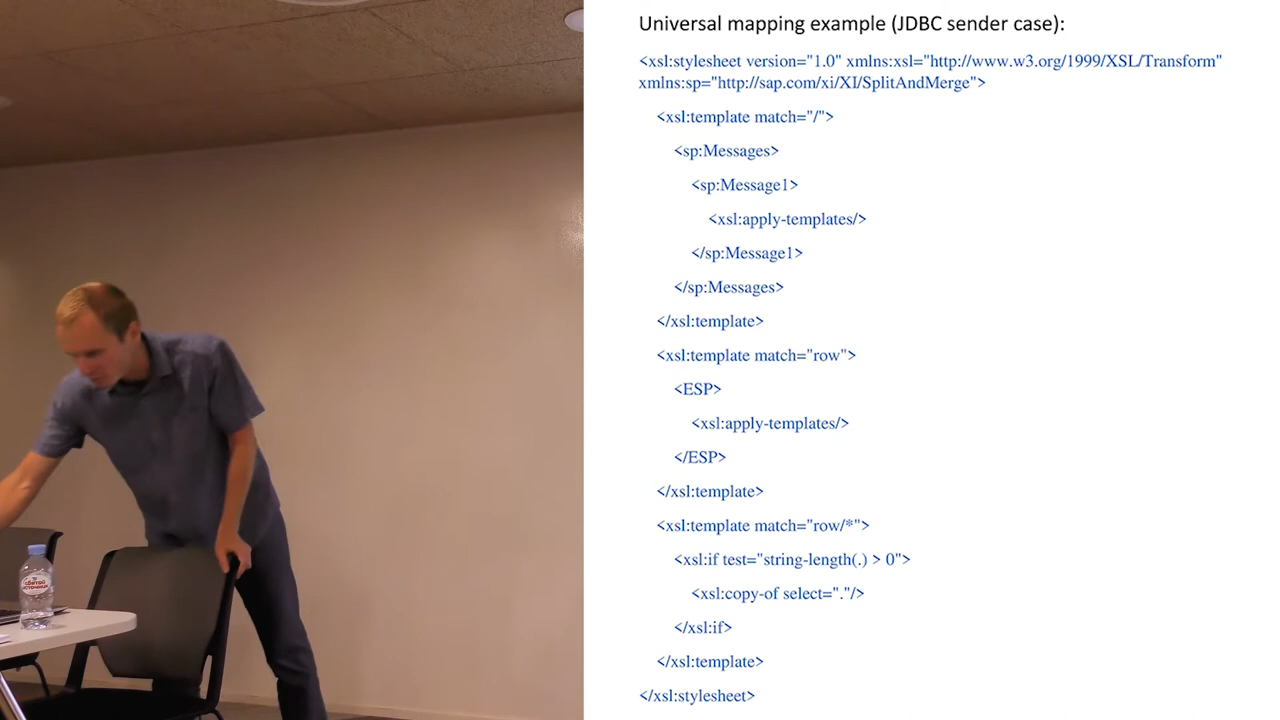 Universal mapping example (JDBC sender case):
<xsl:stylesheet version="1.0" xmlns:xsl="http://www.w3.org/1999/XSL/Transform"
xmlns:sp="http://sap.com/xi/XI/SplitAndMerge">
<xsl:template match="/">
<sp:Messages>
<sp:Message1>
<xsl:apply-templates/>
</sp:Message1>
</sp:Messages>
</xsl:template>
<xsl:template match="row">
<ESP>
<xsl:apply-templates/>
</ESP>
</xsl:template>
<xsl:template match="row/*">
<xsl:if test="string-length(.) > 0">
<xsl:copy-of select="."/>
</xsl:if>
</xsl:template>
</xsl:stylesheet>